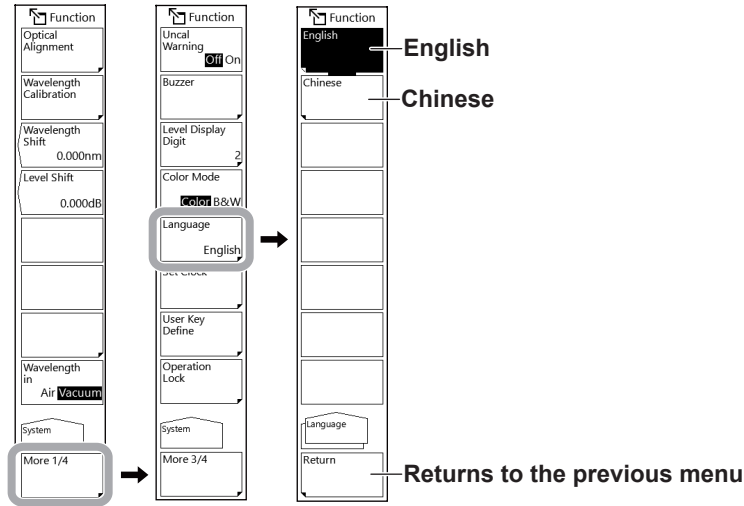 Function
Optical
Alignment
Wavelength
Calibration
Wavelength
Shift
0.000nm
Level Shift
0.000dB
Wavelength
in
Air Vacuum
System
More 1/4
Function
Uncal
Warning
Off On
Buzzer
Level Display
Digit
2
Color Mode
Color B&W
Language
English
Set Clock
User Key
Define
Operation
Lock
System
More 3/4
Function
English
Chinese
Language
Return
English
Chinese
Returns to the previous menu